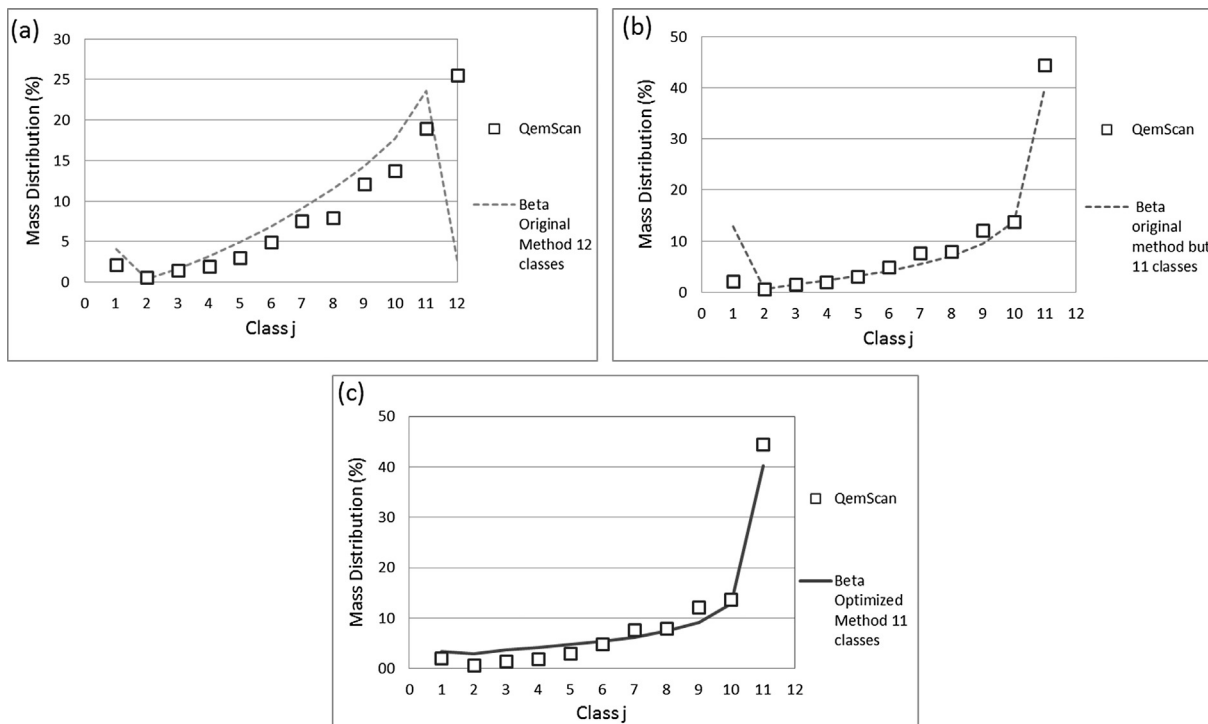 (a)
30
25
20
15
10
5
0
0 1 2 3 4 5 6 7 8 9 10 11 12
Mass Distribution (%)
Class j
QemScan
Beta
Original
Method 12
classes
(b)
50
40
30
20
10
0
0 1 2 3 4 5 6 7 8 9 10 11 12
Mass Distribution (%)
Class j
QemScan
Beta
original
method but
11 classes
(c)
50
40
30
20
10
00
0 1 2 3 4 5 6 7 8 9 10 11 12
Mass Distribution (%)
Class j
QemScan
Beta
Optimized
Method 11
classes